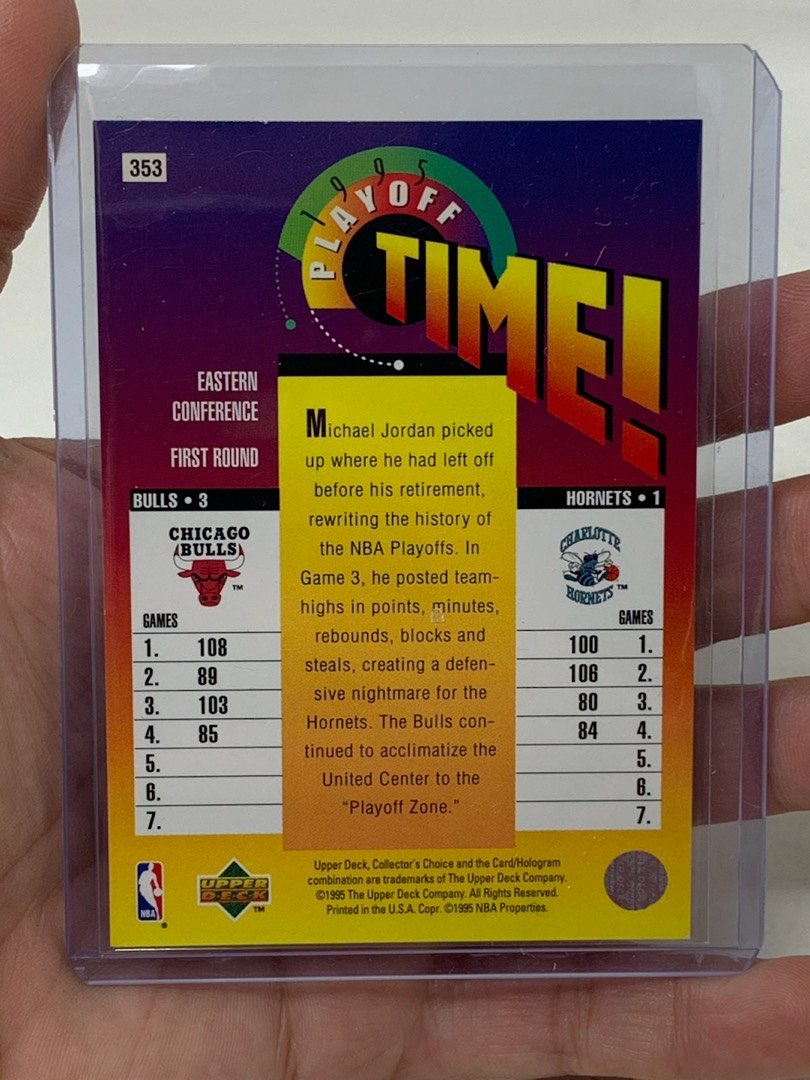 353
1995
PLAYOFF
TIME!
EASTERN
CONFERENCE
FIRST ROUND
BULLS • 3
CHICAGO
BULLS
TM
GAMES
1. 108
2. 89
3. 103
4. 85
5.
6.
7.
Michael Jordan picked
up where he had left off
before his retirement,
rewriting the history of
the NBA Playoffs. In
Game 3, he posted team-
highs in points, minutes,
rebounds, blocks and
steals, creating a defen-
sive nightmare for the
Hornets. The Bulls con-
tinued to acclimatize the
United Center to the
“Playoff Zone.”
HORNETS • 1
CHARLOTTE
HORNETS
TM
GAMES
100 1.
106 2.
80 3.
84 4.
5.
6.
7.
NBA
®
UPPER
DECK
TM
Upper Deck, Collector's Choice and the Card/Hologram
combination are trademarks of The Upper Deck Company.
©1995 The Upper Deck Company. All Rights Reserved.
Printed in the U.S.A. Copr. ©1995 NBA Properties.